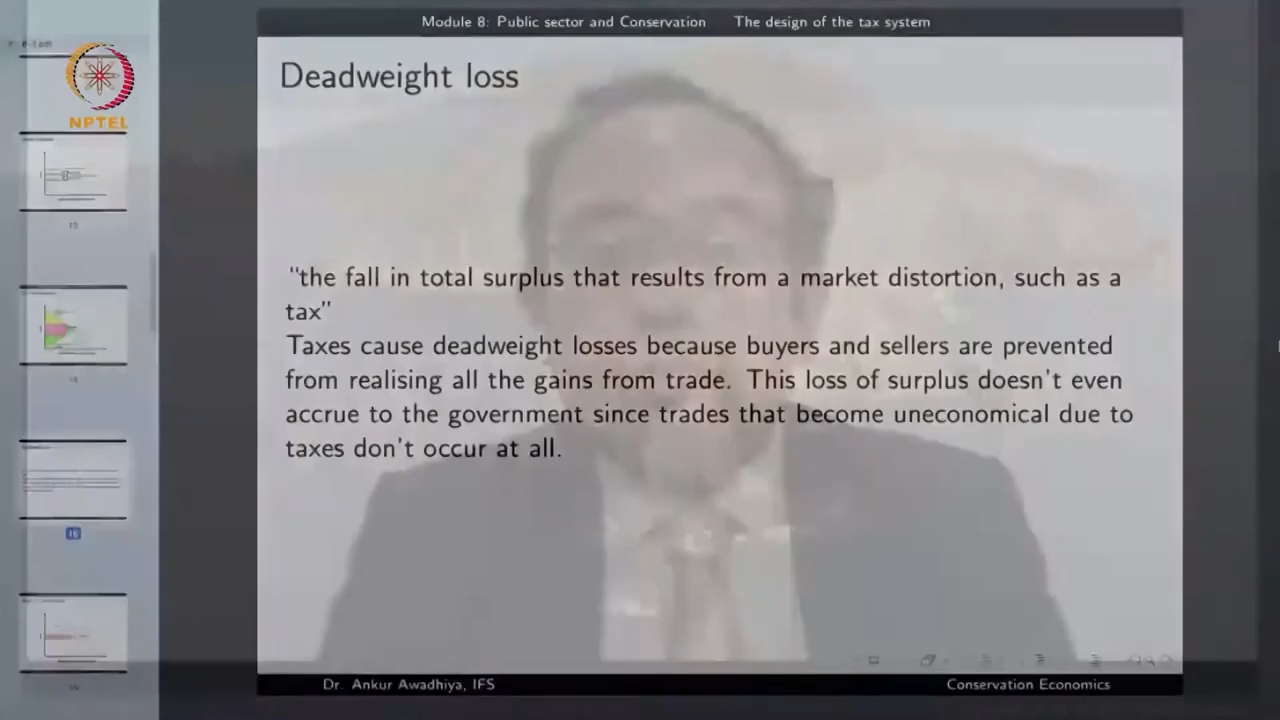 Module 8: Public sector and Conservation The design of the tax system
NPTEL
Deadweight loss
"the fall in total surplus that results from a market distortion, such as a
tax"
Taxes cause deadweight losses because buyers and sellers are prevented
from realising all the gains from trade. This loss of surplus doesn't even
accrue to the government since trades that become uneconomical due to
taxes don't occur at all.
Dr. Ankur Awadhiya, IFS Conservation Economics